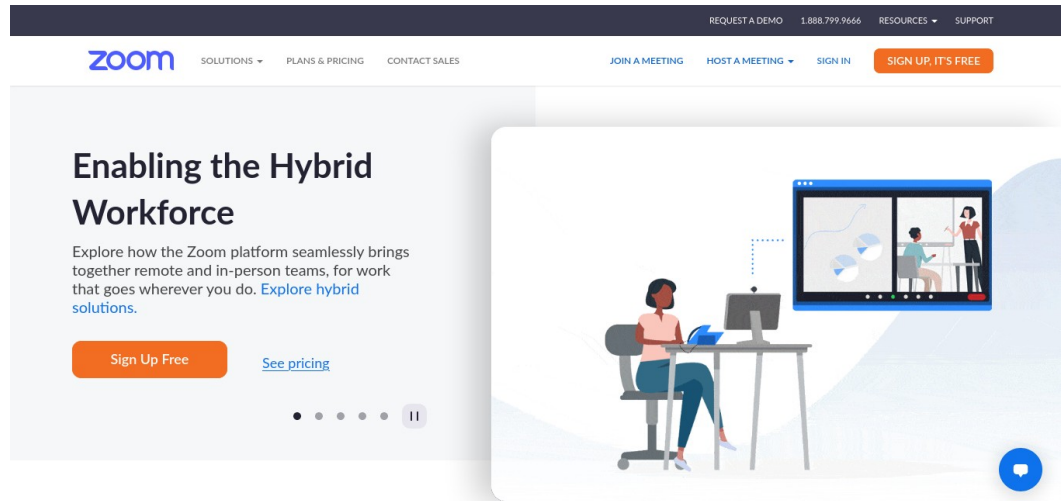 REQUEST A DEMO 1.888.799.9666 RESOURCES SUPPORT
zoom SOLUTIONS PLANS & PRICING CONTACT SALES JOIN A MEETING HOST A MEETING SIGN IN SIGN UP, IT'S FREE
Enabling the Hybrid
Workforce
Explore how the Zoom platform seamlessly brings
together remote and in-person teams, for work
that goes wherever you do. Explore hybrid
solutions.
Sign Up Free See pricing